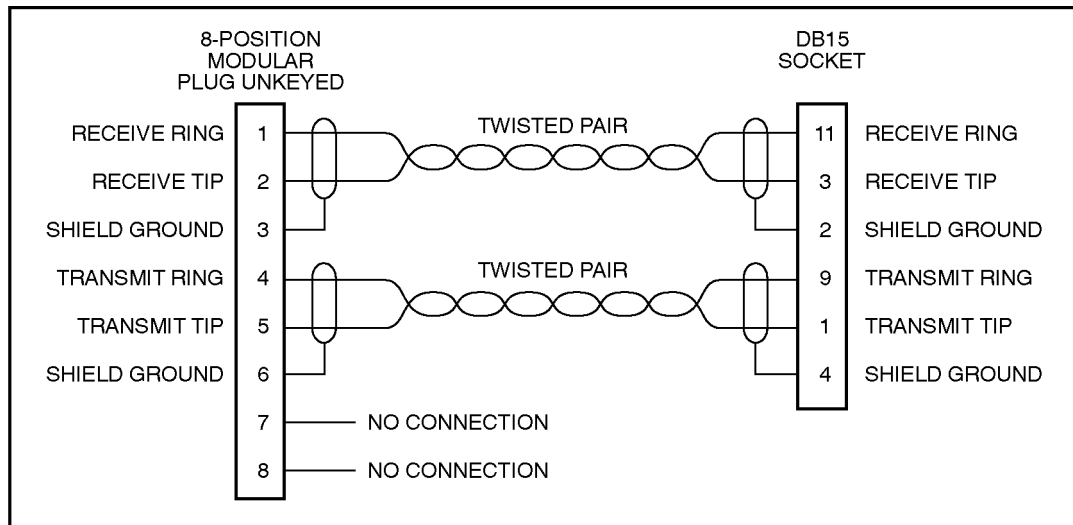 8-POSITION
MODULAR
PLUG UNKEYED
DB15
SOCKET
RECEIVE RING 1 TWISTED PAIR 11 RECEIVE RING
RECEIVE TIP 2 3 RECEIVE TIP
SHIELD GROUND 3 2 SHIELD GROUND
TRANSMIT RING 4 TWISTED PAIR 9 TRANSMIT RING
TRANSMIT TIP 5 1 TRANSMIT TIP
SHIELD GROUND 6 4 SHIELD GROUND
7 NO CONNECTION
8 NO CONNECTION